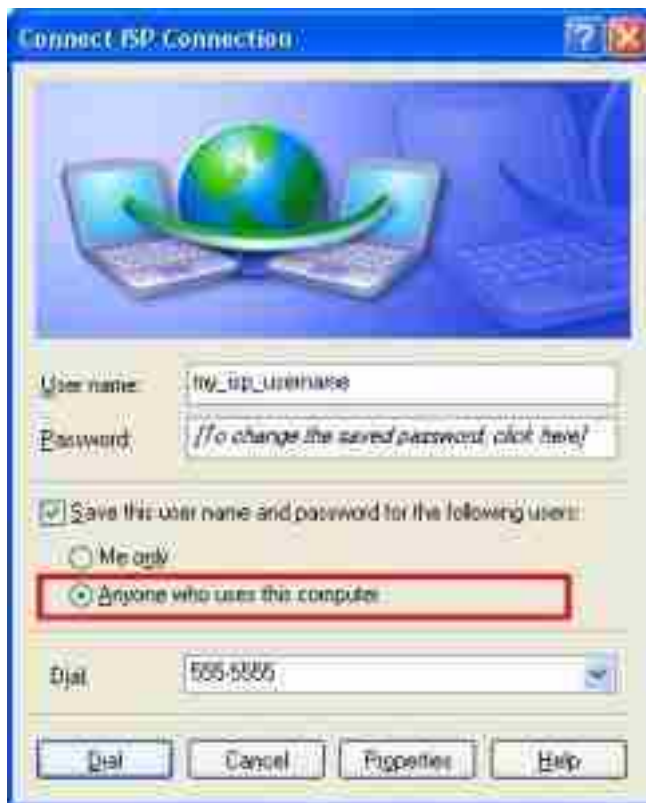 Connect ISP Connection
User name: my_isp_username
Password: [To change the saved password, click here]
Save this user name and password for the following users:
Me only
Anyone who uses this computer
Dial: 555-5555
Dial Cancel Properties Help